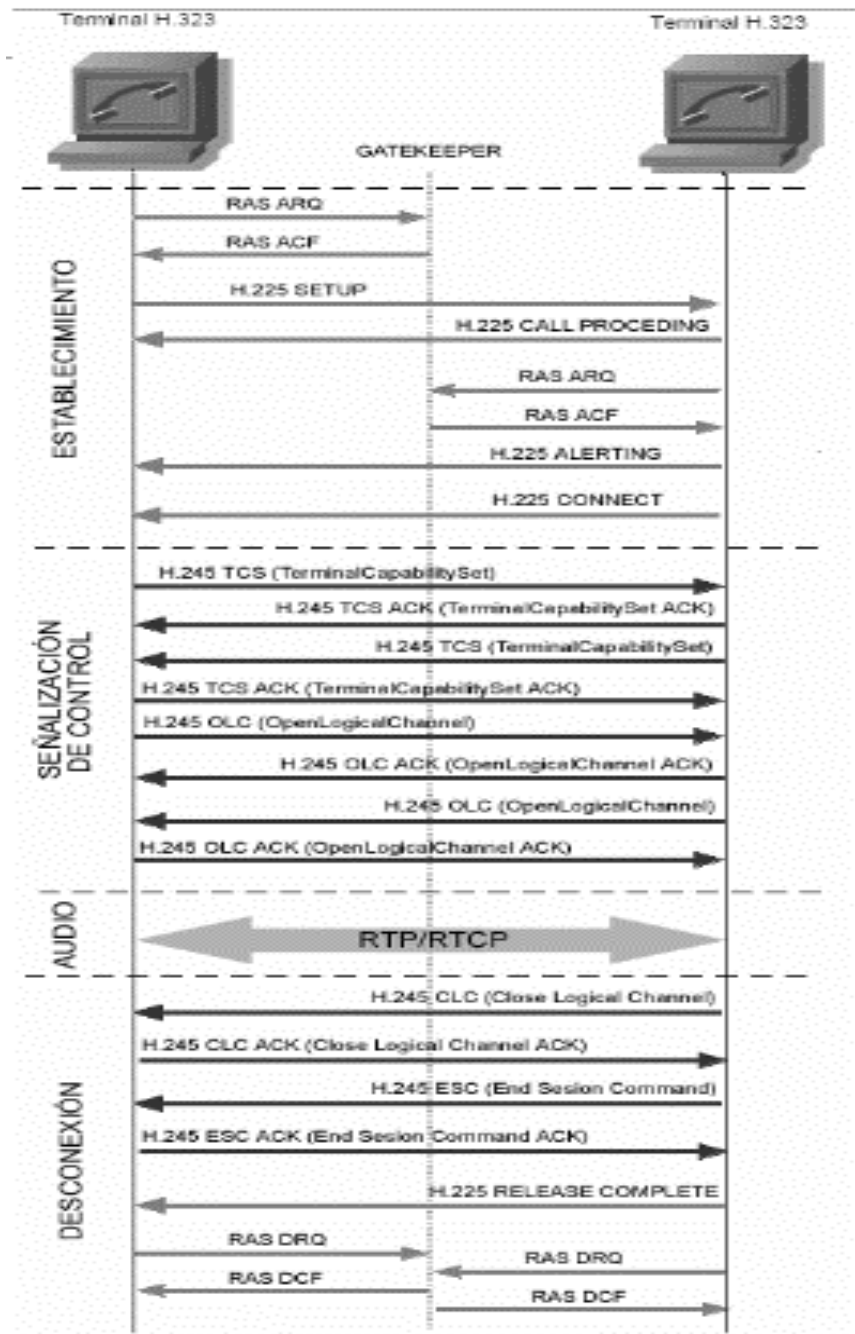 Terminal H.323
Terminal H.323
GATEKEEPER
ESTABLECIMIENTO
RAS ARQ
RAS ACF
H.225 SETUP
H.225 CALL PROCEDING
RAS ARQ
RAS ACF
H.225 ALERTING
H.225 CONNECT
SEÑALIZACIÓN
DE CONTROL
H.245 TCS (TerminalCapabilitySet)
H.245 TCS ACK (TerminalCapabilitySet ACK)
H.245 TCS (TerminalCapabilitySet)
H.245 TCS ACK (TerminalCapabilitySet ACK)
H.245 OLC (OpenLogicalChannel)
H.245 OLC ACK (OpenLogicalChannel ACK)
H.245 OLC (OpenLogicalChannel)
H.245 OLC ACK (OpenLogicalChannel ACK)
AUDIO
RTP/RTCP
DESCONEXIÓN
H.245 CLC (Close Logical Channel)
H.245 CLC ACK (Close Logical Channel ACK)
H.245 ESC (End Sesion Command)
H.245 ESC ACK (End Sesion Command ACK)
H.225 RELEASE COMPLETE
RAS DRQ
RAS DRQ
RAS DCF
RAS DCF